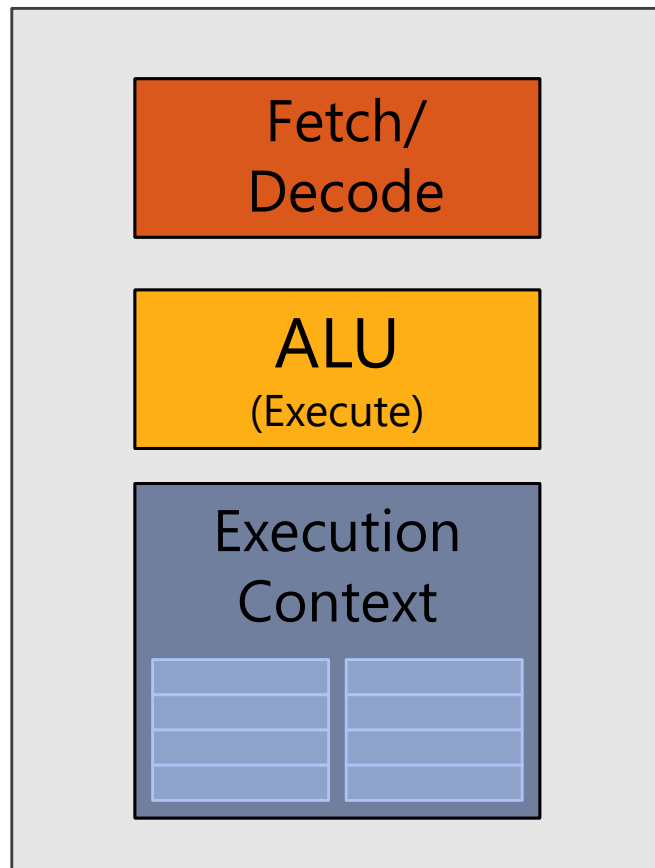 Fetch/
Decode
ALU
(Execute)
Execution
Context